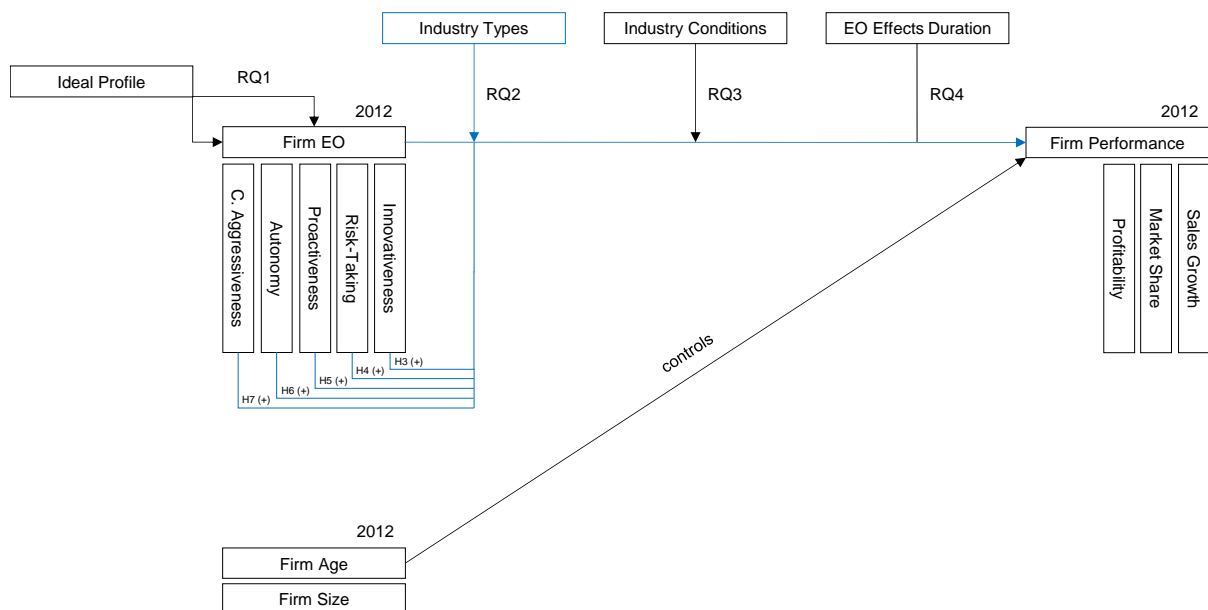 Industry Types
Industry Conditions
EO Effects Duration
Ideal Profile
RQ1
RQ2
RQ3
RQ4
2012
2012
Firm EO
Firm Performance
C. Aggressiveness
Autonomy
Proactiveness
Risk-Taking
Innovativeness
Profitability
Market Share
Sales Growth
H3 (+)
H4 (+)
H5 (+)
H6 (+)
H7 (+)
controls
2012
Firm Age
Firm Size